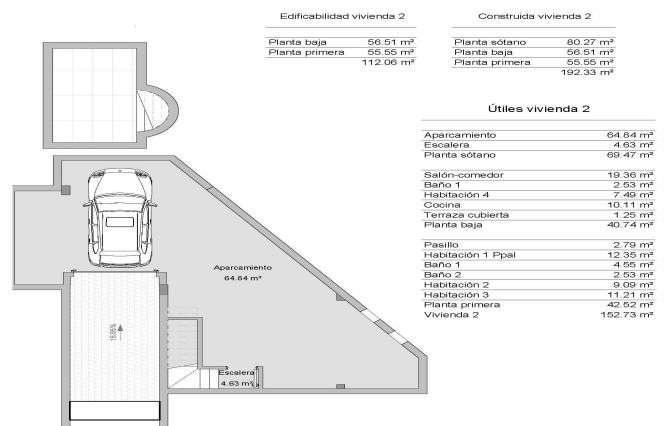 Edificabilidad vivienda 2
Planta baja 56.51 m²
Planta primera 55.55 m²
112.06 m²
Construida vivienda 2
Planta sótano 80.27 m²
Planta baja 56.51 m²
Planta primera 55.55 m²
192.33 m²
Útiles vivienda 2
Aparcamiento 64.84 m²
Escalera 4.63 m²
Planta sótano 69.47 m²
Salón-comedor 19.36 m²
Baño 1 2.53 m²
Habitación 4 7.49 m²
Cocina 10.11 m²
Terraza cubierta 1.25 m²
Planta baja 40.74 m²
Pasillo 2.79 m²
Habitación 1 Ppal 12.35 m²
Baño 1 4.55 m²
Baño 2 2.53 m²
Habitación 2 9.09 m²
Habitación 3 11.21 m²
Planta primera 42.52 m²
Vivienda 2 152.73 m²
Aparcamiento
64.84 m²
Escalera
4.63 m²